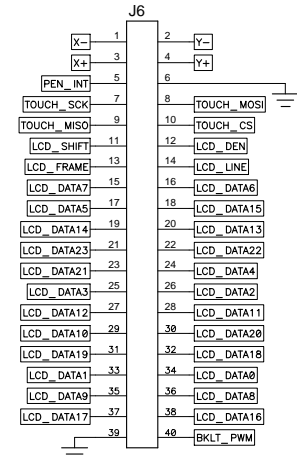 J6
X- 1 2 Y-
X+ 3 4 Y+
PEN_INT 5 6
TOUCH_SCK 7 8 TOUCH_MOSI
TOUCH_MISO 9 10 TOUCH_CS
LCD_SHIFT 11 12 LCD_DEN
LCD_FRAME 13 14 LCD_LINE
LCD_DATA7 15 16 LCD_DATA6
LCD_DATA5 17 18 LCD_DATA15
LCD_DATA14 19 20 LCD_DATA13
LCD_DATA23 21 22 LCD_DATA22
LCD_DATA21 23 24 LCD_DATA4
LCD_DATA3 25 26 LCD_DATA2
LCD_DATA12 27 28 LCD_DATA11
LCD_DATA10 29 30 LCD_DATA20
LCD_DATA19 31 32 LCD_DATA18
LCD_DATA1 33 34 LCD_DATA0
LCD_DATA9 35 36 LCD_DATA8
LCD_DATA17 37 38 LCD_DATA16
39 40 BKLT_PWM